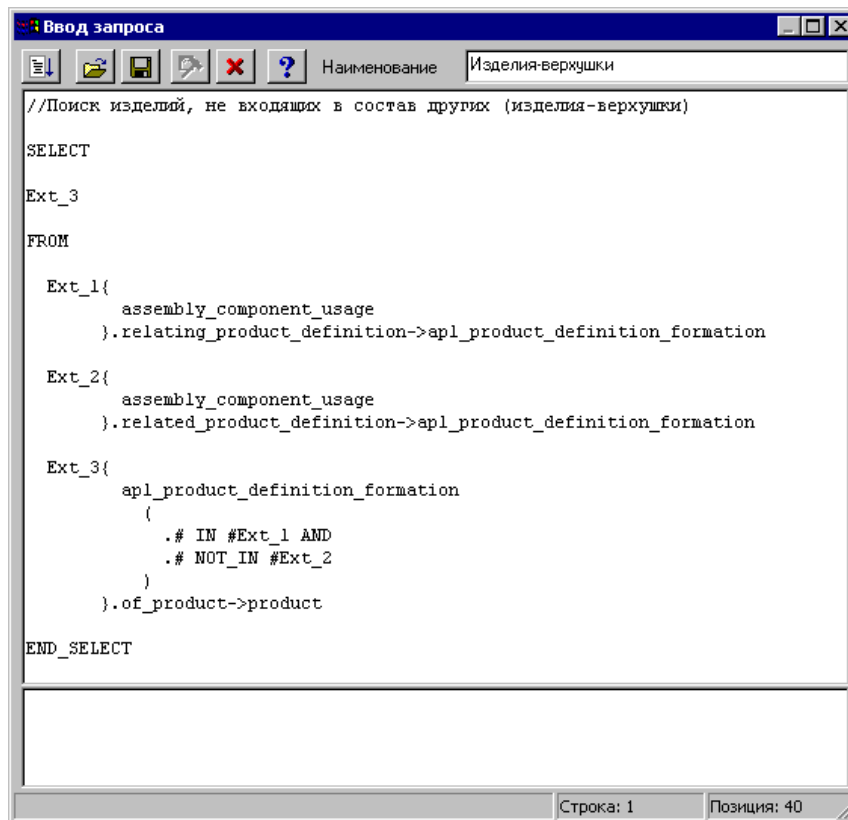 Ввод запроса
Наименование Изделия-верхушки
//Поиск изделий, не входящих в состав других (изделия-верхушки)
SELECT
Ext_3
FROM
Ext_1{
assembly_component_usage
}.relating_product_definition->apl_product_definition_formation
Ext_2{
assembly_component_usage
}.related_product_definition->apl_product_definition_formation
Ext_3{
apl_product_definition_formation
(
.# IN #Ext_1 AND
.# NOT_IN #Ext_2
)
}.of_product->product
END_SELECT
Строка: 1 Позиция: 40